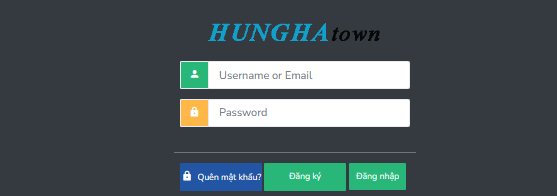 HUNGHAtown
Username or Email
Password
Quên mật khẩu? Đăng ký Đăng nhập